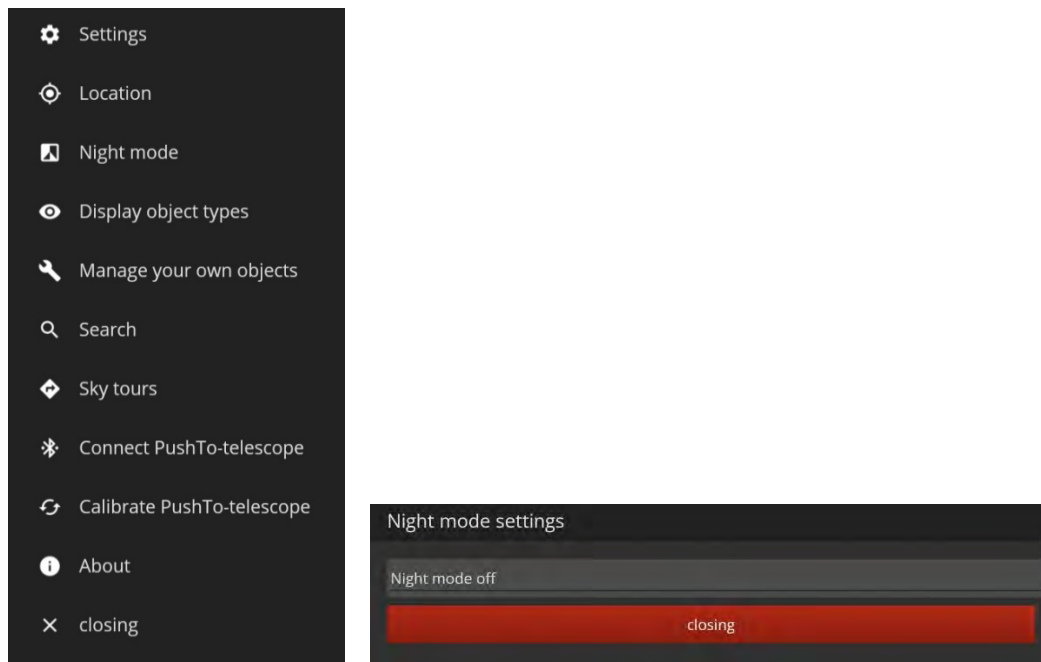 Settings
Location
Night mode
Display object types
Manage your own objects
Search
Sky tours
Connect PushTo-telescope
Calibrate PushTo-telescope
About
closing
Night mode settings
Night mode off
closing